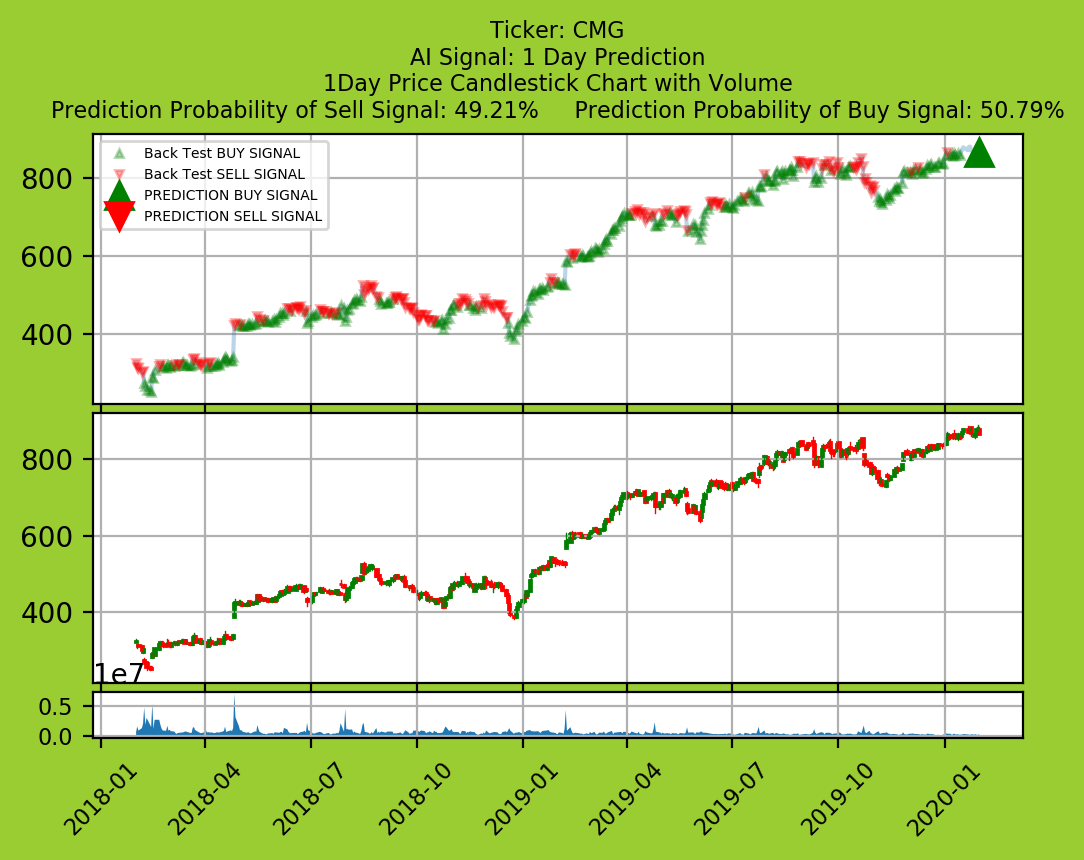 Ticker: CMG
AI Signal: 1 Day Prediction
1Day Price Candlestick Chart with Volume
Prediction Probability of Sell Signal: 49.21%     Prediction Probability of Buy Signal: 50.79%
Back Test BUY SIGNAL
Back Test SELL SIGNAL
PREDICTION BUY SIGNAL
PREDICTION SELL SIGNAL
800
600
400
800
600
400
1e7
0.5
0.0
2018-01 2018-04 2018-07 2018-10 2019-01 2019-04 2019-07 2019-10 2020-01